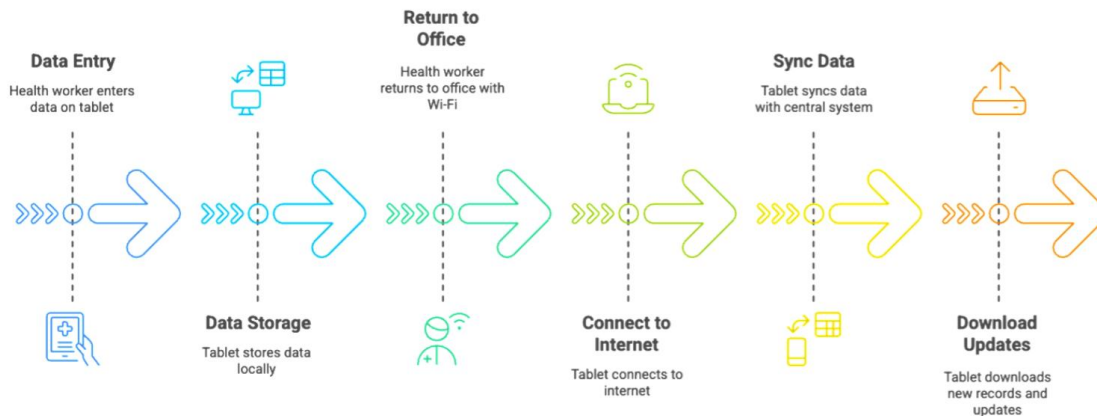 Data Entry
Health worker enters
data on tablet
Data Storage
Tablet stores data
locally
Return to
Office
Health worker
returns to office with
Wi-Fi
Connect to
Internet
Tablet connects to
internet
Sync Data
Tablet syncs data
with central system
Download
Updates
Tablet downloads
new records and
updates